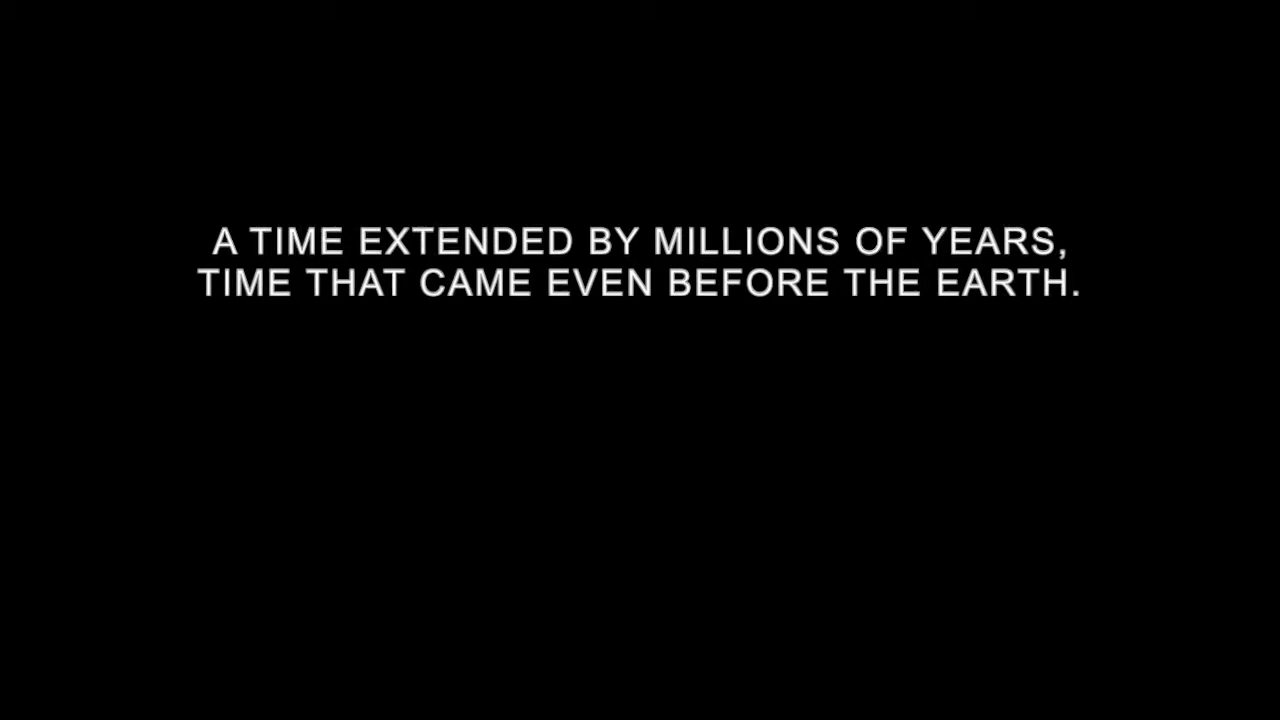 A TIME EXTENDED BY MILLIONS OF YEARS,
TIME THAT CAME EVEN BEFORE THE EARTH.